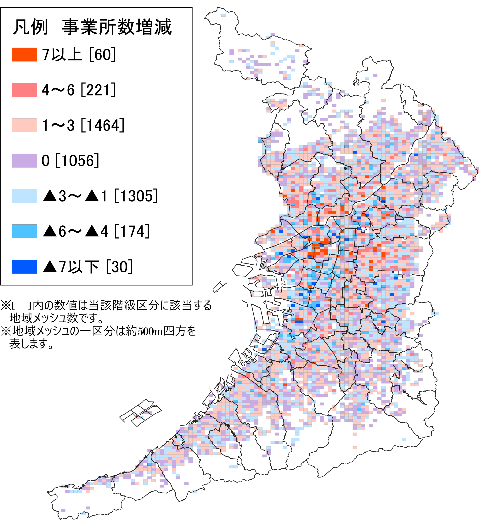 凡例　事業所数増減
7以上 [60]
4～6 [221]
1～3 [1464]
0 [1056]
▲3～▲1 [1305]
▲6～▲4 [174]
▲7以下 [30]
※[　]内の数値は当該階級区分に該当する
地域メッシュ数です。
※地域メッシュの一区分は約500m四方を
表します。